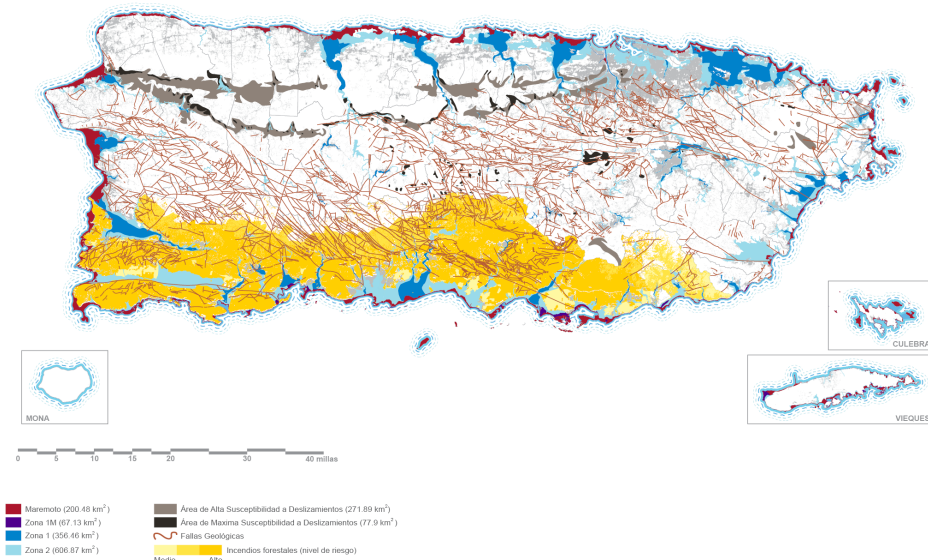 CULEBRA
MONA
VIEQUES
0 5 10 15 20 30 40 millas
Maremoto (200.48 km²)
Zona 1M (67.13 km²)
Zona 1 (356.46 km²)
Zona 2 (606.87 km²)
Área de Alta Susceptibilidad a Deslizamientos (271.89 km²)
Área de Maxima Susceptibilidad a Deslizamientos (77.9 km²)
Fallas Geológicas
Incendios forestales (nivel de riesgo)
Medio Alto